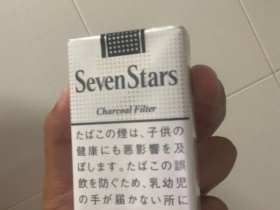 Seven Stars
Charcoal Filter
たばこの煙は、子供の
健康にも悪影響を及
ぼします。たばこの誤
飲を防ぐため、乳幼児
の手が届かない所に